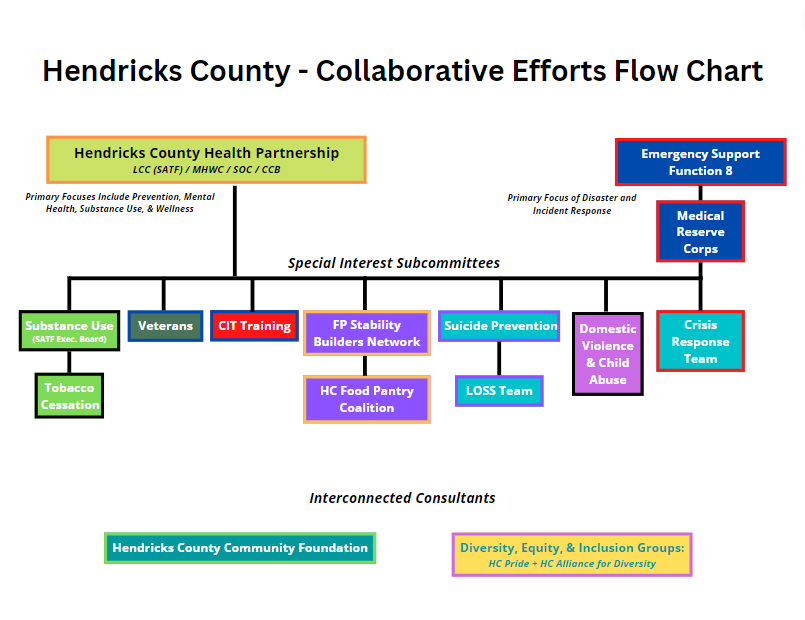 Hendricks County - Collaborative Efforts Flow Chart
Hendricks County Health Partnership
LCC (SATF) / MHWC / SOC / CCB
Primary Focuses Include Prevention, Mental
Health, Substance Use, & Wellness
Emergency Support
Function 8
Primary Focus of Disaster and
Incident Response
Medical
Reserve
Corps
Special Interest Subcommittees
Substance Use
(SATF Exec. Board)
Tobacco
Cessation
Veterans
CIT Training
FP Stability
Builders Network
HC Food Pantry
Coalition
Suicide Prevention
LOSS Team
Domestic
Violence
& Child
Abuse
Crisis
Response
Team
Interconnected Consultants
Hendricks County Community Foundation
Diversity, Equity, & Inclusion Groups:
HC Pride + HC Alliance for Diversity